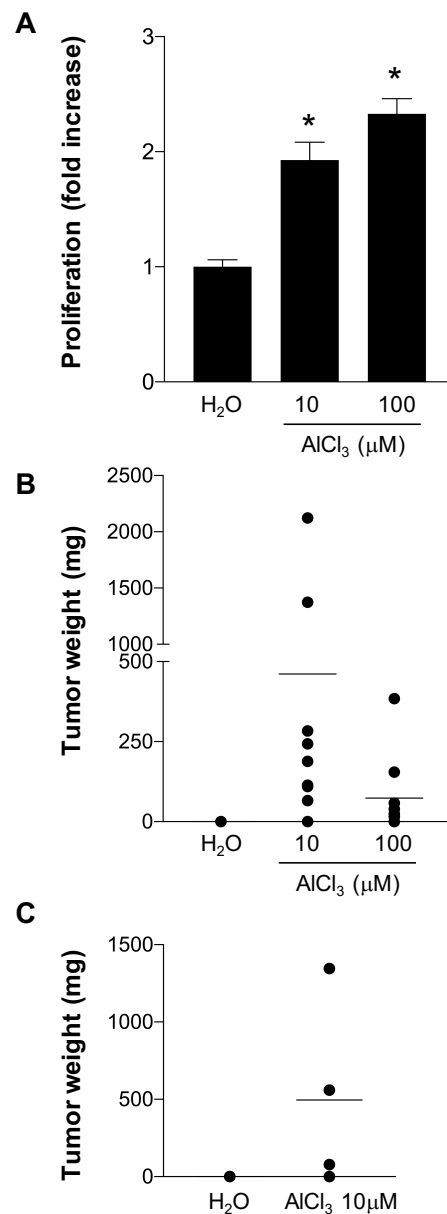 A
Proliferation (fold increase)
3
2
1
0
*
*
H₂O
10
100
AlCl₃ (μM)
B
Tumor weight (mg)
2500
2000
1500
1000
500
250
0
H₂O
10
100
AlCl₃ (μM)
C
Tumor weight (mg)
1500
1000
500
0
H₂O
AlCl₃ 10μM